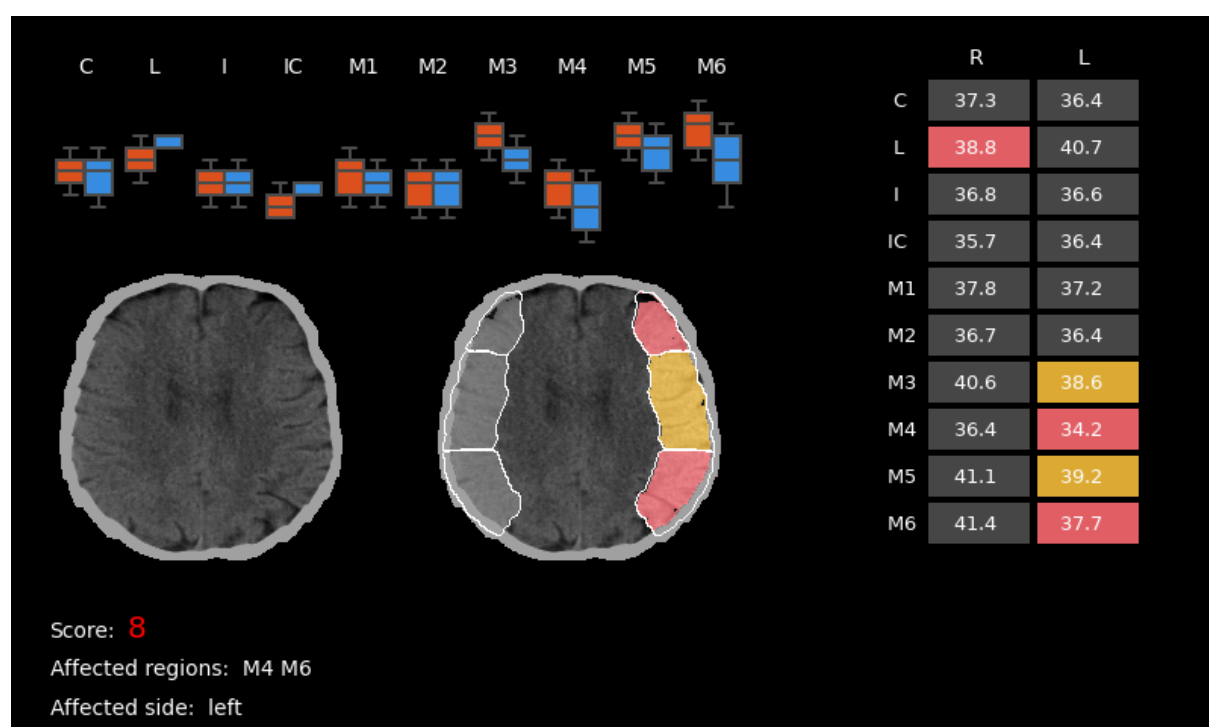 C L I IC M1 M2 M3 M4 M5 M6
R L
C 37.3 36.4
L 38.8 40.7
I 36.8 36.6
IC 35.7 36.4
M1 37.8 37.2
M2 36.7 36.4
M3 40.6 38.6
M4 36.4 34.2
M5 41.1 39.2
M6 41.4 37.7
Score: 8
Affected regions: M4 M6
Affected side: left